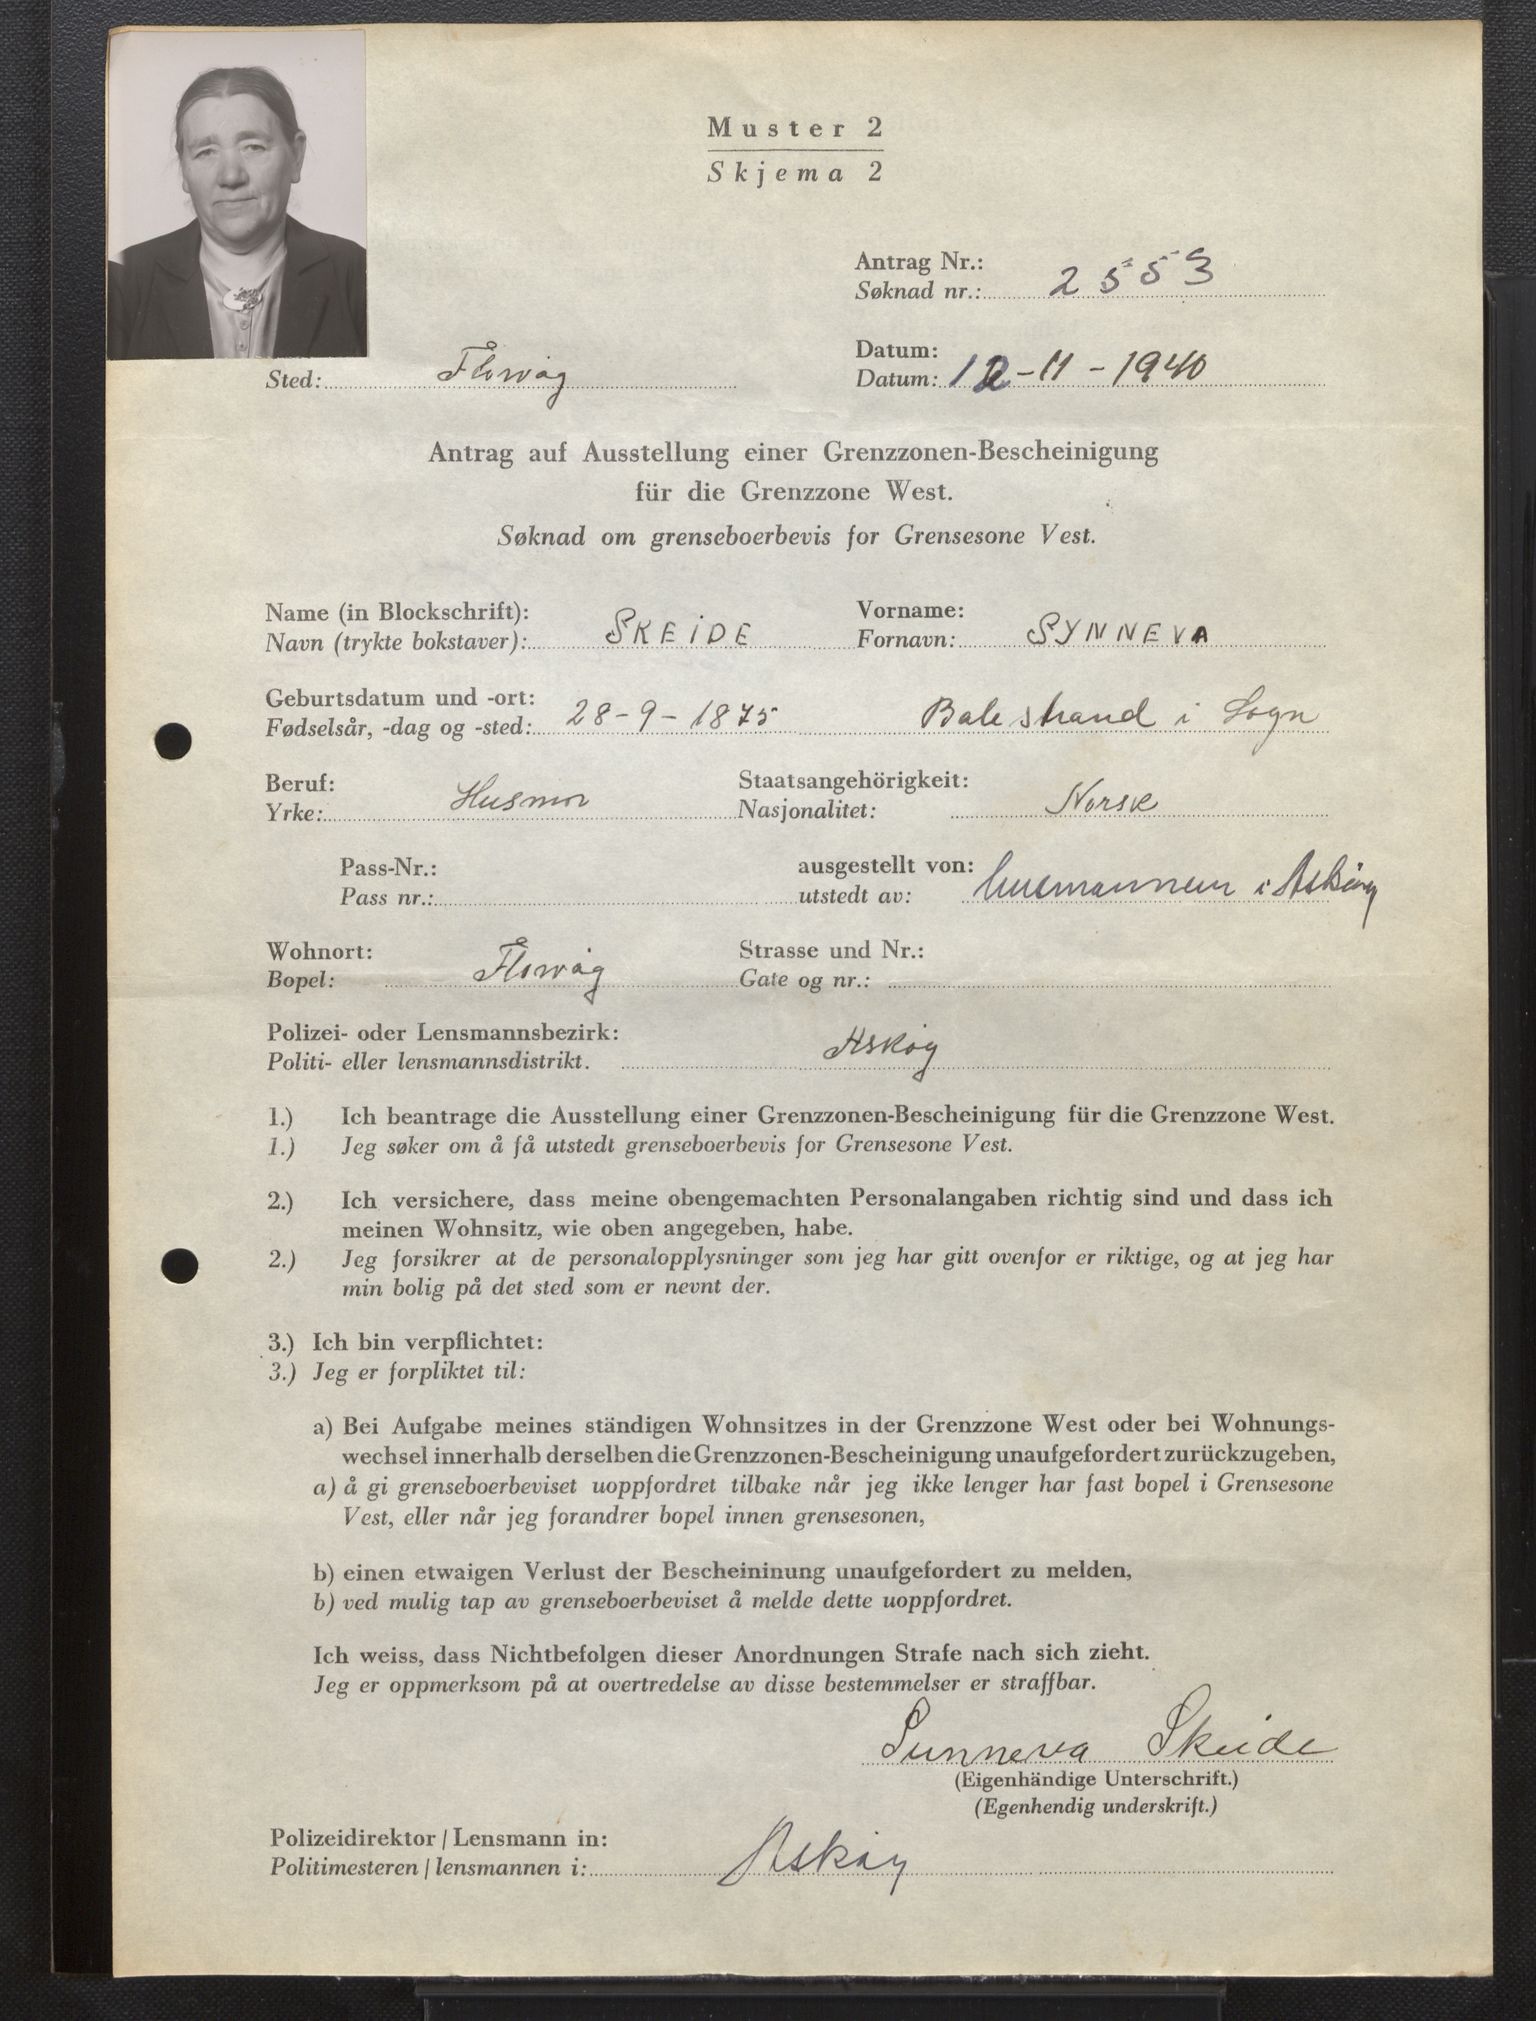 Muster 2
Skjema 2
Antrag Nr.:
Søknad nr.: 2553
Datum:
Sted: Florvåg Datum: 12-11-1940
Antrag auf Ausstellung einer Grenzzonen-Bescheinigung
für die Grenzzone West.
Søknad om grenseboerbevis for Grensesone Vest.
Name (in Blockschrift): Vorname:
Navn (trykte bokstaver): SKEIDE Fornavn: SYNNEVA
Geburtsdatum und -ort:
Fødselsår, -dag og -sted: 28-9-1875 Balestrand i Sogn
Beruf: Staatsangehörigkeit:
Yrke: Husmor Nasjonalitet: Norsk
Pass-Nr.: ausgestellt von:
Pass nr.: utstedt av: lensmannen i Askøy
Wohnort: Strasse und Nr.:
Bopel: Florvåg Gate og nr.:
Polizei- oder Lensmannsbezirk:
Politi- eller lensmannsdistrikt. Askøy
1.) Ich beantrage die Ausstellung einer Grenzzonen-Bescheinigung für die Grenzzone West.
1.) Jeg søker om å få utstedt grenseboerbevis for Grensesone Vest.
2.) Ich versichere, dass meine obengemachten Personalangaben richtig sind und dass ich
meinen Wohnsitz, wie oben angegeben, habe.
2.) Jeg forsikrer at de personalopplysninger som jeg har gitt ovenfor er riktige, og at jeg har
min bolig på det sted som er nevnt der.
3.) Ich bin verpflichtet:
3.) Jeg er forpliktet til:
a) Bei Aufgabe meines ständigen Wohnsitzes in der Grenzzone West oder bei Wohnungs-
wechsel innerhalb derselben die Grenzzonen-Bescheinigung unaufgefordert zurückzugeben,
a) å gi grenseboerbeviset uoppfordret tilbake når jeg ikke lenger har fast bopel i Grensesone
Vest, eller når jeg forandrer bopel innen grensesonen,
b) einen etwaigen Verlust der Bescheininung unaufgefordert zu melden,
b) ved mulig tap av grenseboerbeviset å melde dette uoppfordret.
Ich weiss, dass Nichtbefolgen dieser Anordnungen Strafe nach sich zieht.
Jeg er oppmerksom på at overtredelse av disse bestemmelser er straffbar.
Sunneva Skeide
(Eigenhändige Unterschrift.)
(Egenhendig underskrift.)
Polizeidirektor/Lensmann in:
Politimesteren/lensmannen i: Askøy